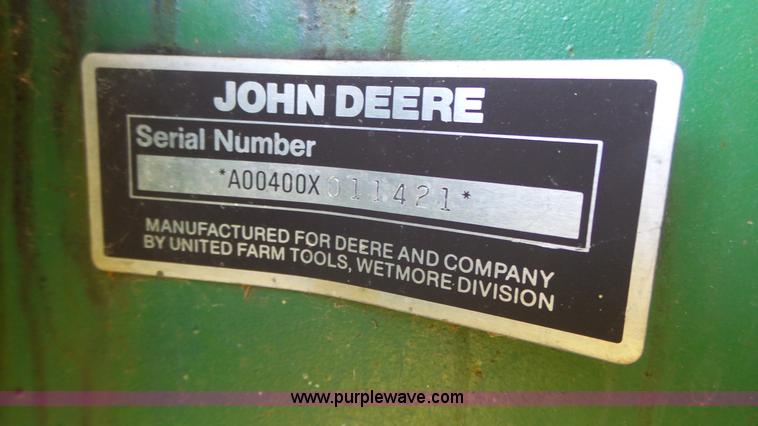 JOHN DEERE
Serial Number
*A00400X011421*
MANUFACTURED FOR DEERE AND COMPANY
BY UNITED FARM TOOLS, WETMORE DIVISION
www.purplewave.com